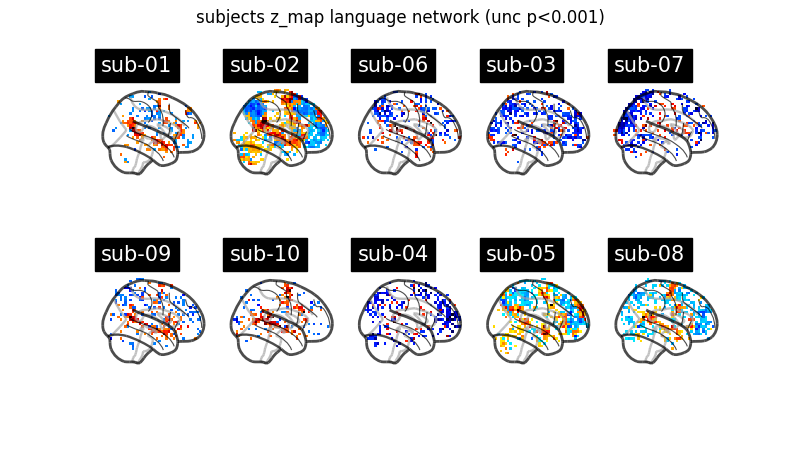 subjects z_map language network (unc p<0.001)
sub-01
sub-02
sub-06
sub-03
sub-07
sub-09
sub-10
sub-04
sub-05
sub-08